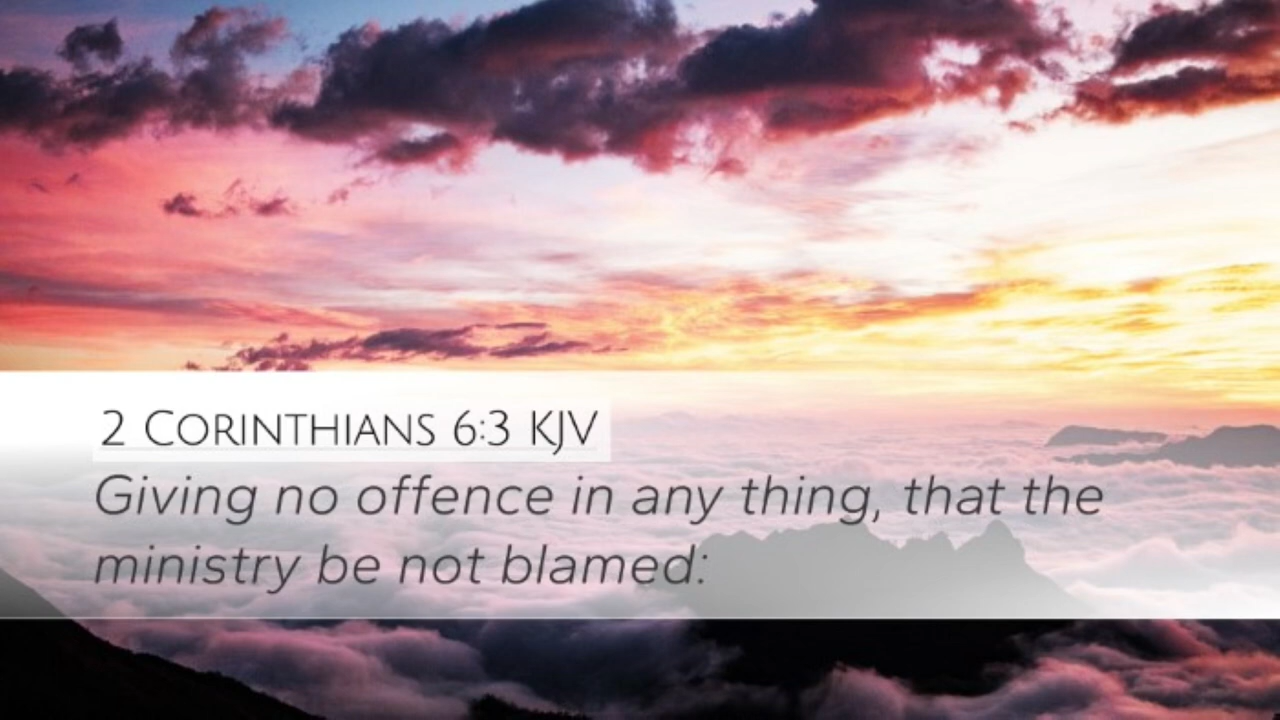 2 Corinthians 6:3 KJV
Giving no offence in any thing, that the
ministry be not blamed: